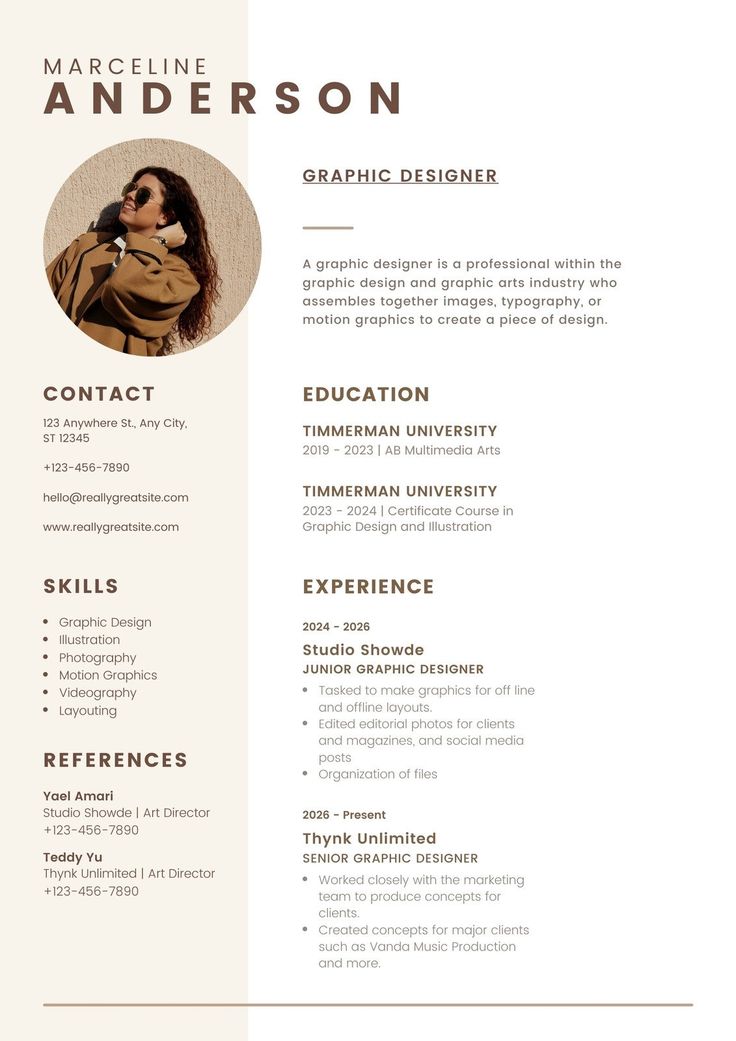 MARCELINE
ANDERSON
GRAPHIC DESIGNER
A graphic designer is a professional within the
graphic design and graphic arts industry who
assembles together images, typography, or
motion graphics to create a piece of design.
CONTACT
123 Anywhere St., Any City,
ST 12345
+123-456-7890
hello@reallygreatsite.com
www.reallygreatsite.com
SKILLS
• Graphic Design
• Illustration
• Photography
• Motion Graphics
• Videography
• Layouting
REFERENCES
Yael Amari
Studio Showde | Art Director
+123-456-7890
Teddy Yu
Thynk Unlimited | Art Director
+123-456-7890
EDUCATION
TIMMERMAN UNIVERSITY
2019 - 2023 | AB Multimedia Arts
TIMMERMAN UNIVERSITY
2023 - 2024 | Certificate Course in
Graphic Design and Illustration
EXPERIENCE
2024 - 2026
Studio Showde
JUNIOR GRAPHIC DESIGNER
• Tasked to make graphics for off line
and offline layouts.
• Edited editorial photos for clients
and magazines, and social media
posts
• Organization of files
2026 - Present
Thynk Unlimited
SENIOR GRAPHIC DESIGNER
• Worked closely with the marketing
team to produce concepts for
clients.
• Created concepts for major clients
such as Vanda Music Production
and more.